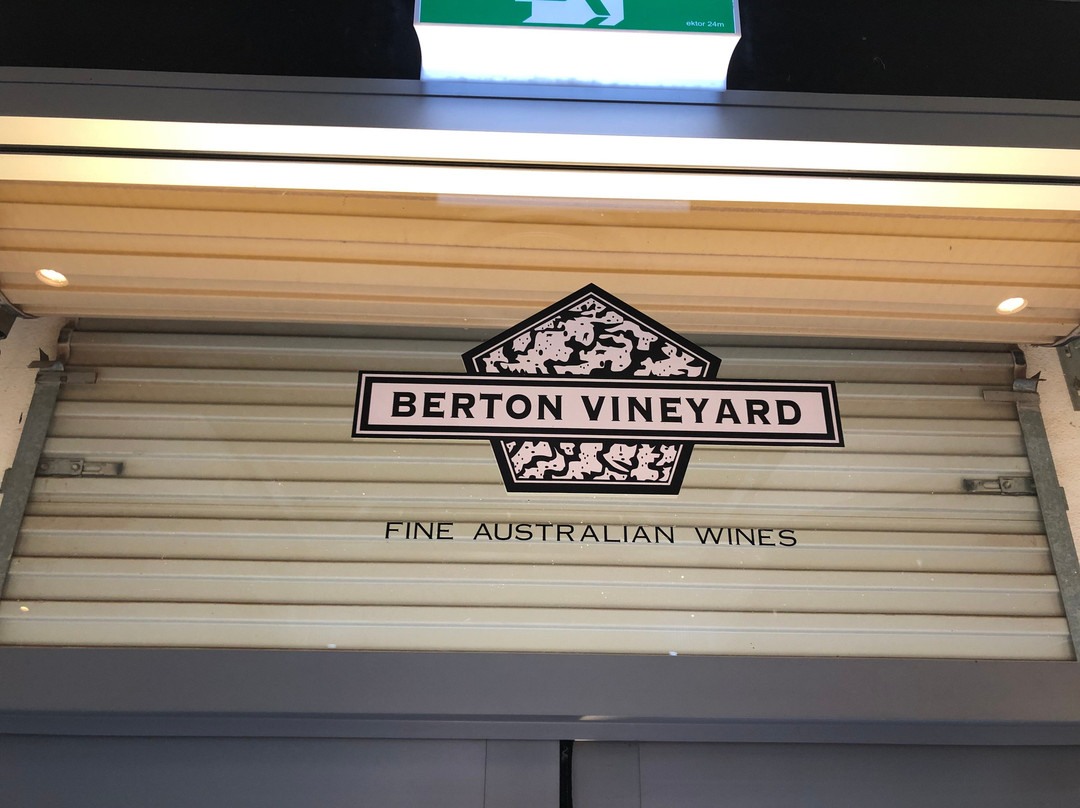 ektor 24m
BERTON VINEYARD
FINE AUSTRALIAN WINES